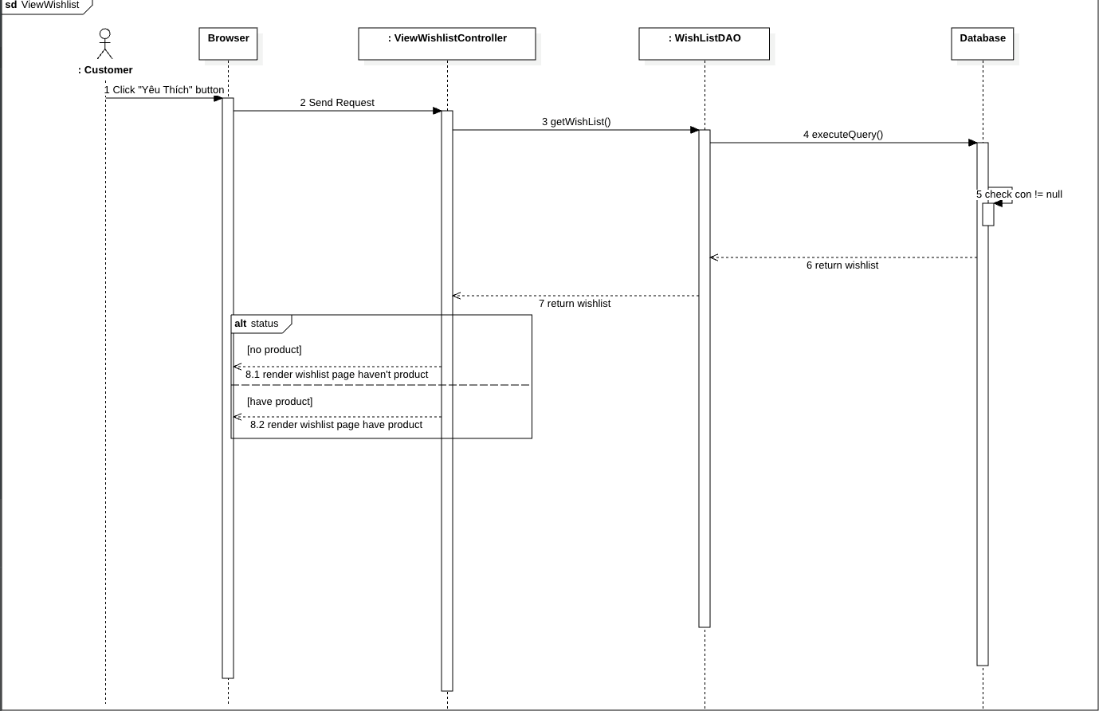 sd ViewWishlist
Browser
: ViewWishlistController
: WishListDAO
Database
: Customer
1 Click "Yêu Thích" button
2 Send Request
3 getWishList()
4 executeQuery()
5 check con != null
6 return wishlist
7 return wishlist
alt status
[no product]
8.1 render wishlist page haven't product
[have product]
8.2 render wishlist page have product